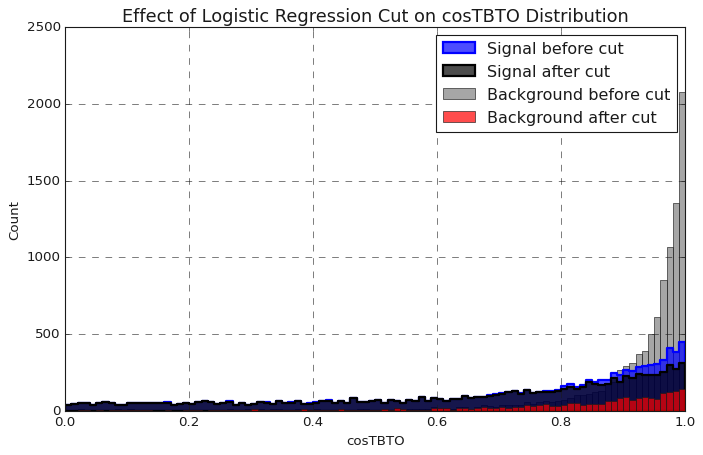 Effect of Logistic Regression Cut on cosTBTO Distribution
2500
2000
1500
1000
500
0
Count
Signal before cut
Signal after cut
Background before cut
Background after cut
0.0 0.2 0.4 0.6 0.8 1.0
cosTBTO